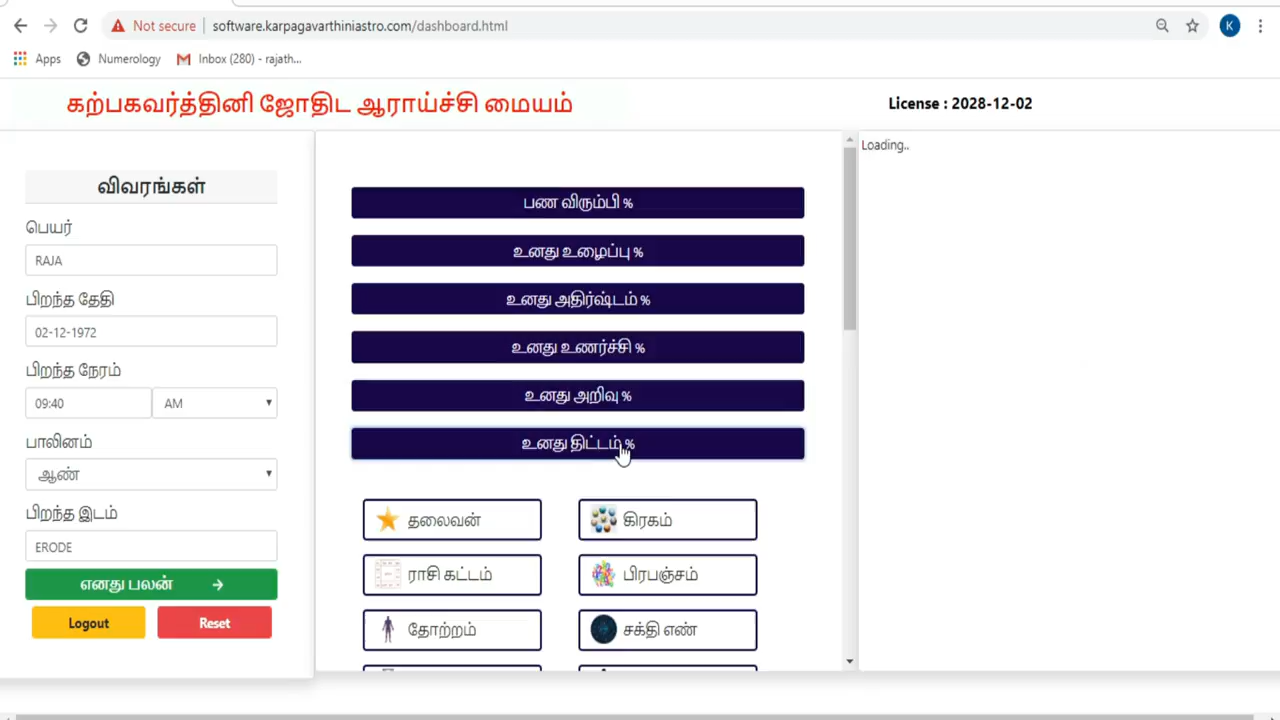 Not secure software.karpagavarthiniastro.com/dashboard.html K
Apps Numerology Inbox (280) - rajath...
கற்பகவர்த்தினி ஜோதிட ஆராய்ச்சி மையம்
License : 2028-12-02
விவரங்கள்
பெயர்
RAJA
பிறந்த தேதி
02-12-1972
பிறந்த நேரம்
09:40 AM
பாலினம்
ஆண்
பிறந்த இடம்
ERODE
எனது பலன் →
Logout Reset
பண விரும்பி %
உனது உழைப்பு %
உனது அதிர்ஷ்டம் %
உனது உணர்ச்சி %
உனது அறிவு %
உனது திட்டம் %
தலைவன் கிரகம்
ராசி கட்டம் பிரபஞ்சம்
தோற்றம் சக்தி எண்
Loading..